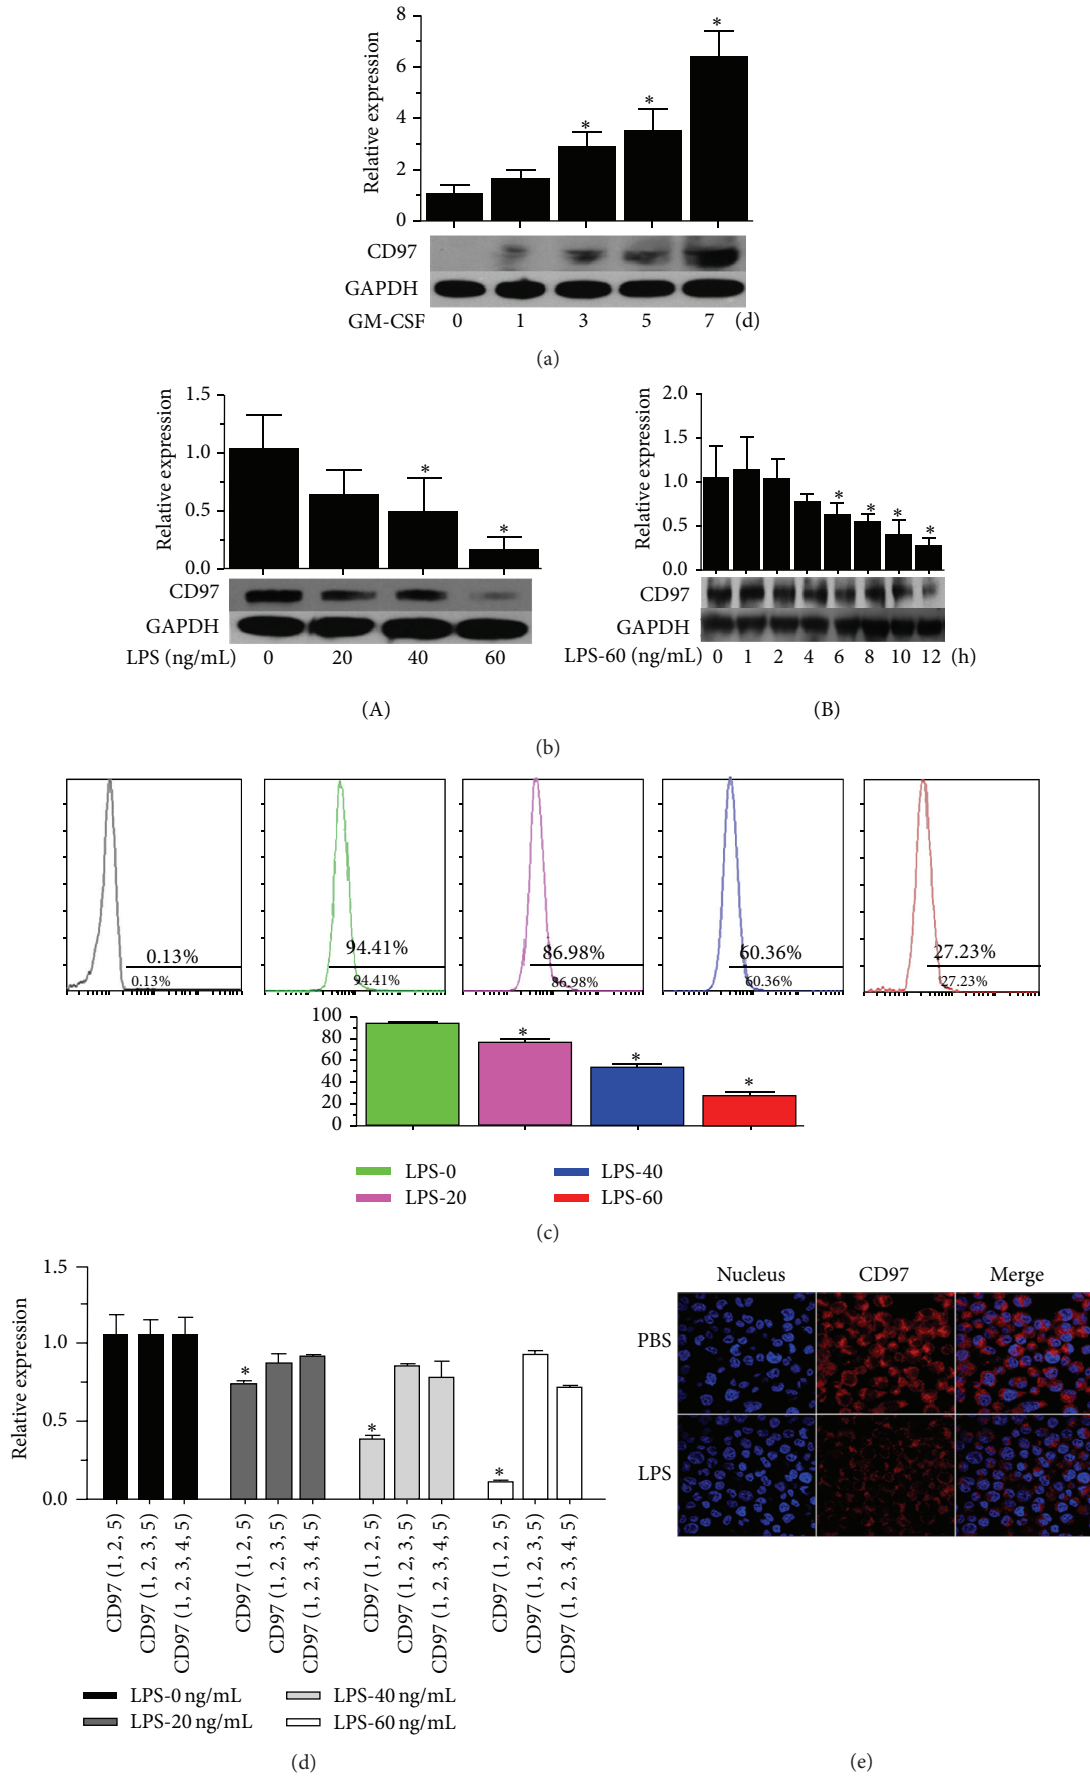 8
6
4
2
0
Relative expression
* * *
CD97
GAPDH
GM-CSF 0 1 3 5 7 (d)
(a)
1.5
1.0
0.5
0.0
Relative expression
* *
CD97
GAPDH
LPS (ng/mL) 0 20 40 60
(A)
2.0
1.5
1.0
0.5
0.0
Relative expression
* * * *
CD97
GAPDH
LPS-60 (ng/mL) 0 1 2 4 6 8 10 12 (h)
(B)
(b)
0.13% 94.41% 86.98% 60.36% 27.23%
0.13% 94.41% 86.98% 60.36% 27.23%
100
80
60
40
20
0
* * *
LPS-0 LPS-40
LPS-20 LPS-60
(c)
1.5
1.0
0.5
0.0
Relative expression
* * *
CD97 (1, 2, 5)
CD97 (1, 2, 3, 5)
CD97 (1, 2, 3, 4, 5)
CD97 (1, 2, 5)
CD97 (1, 2, 3, 5)
CD97 (1, 2, 3, 4, 5)
CD97 (1, 2, 5)
CD97 (1, 2, 3, 5)
CD97 (1, 2, 3, 4, 5)
CD97 (1, 2, 5)
CD97 (1, 2, 3, 5)
CD97 (1, 2, 3, 4, 5)
LPS-0 ng/mL LPS-40 ng/mL
LPS-20 ng/mL LPS-60 ng/mL
(d)
Nucleus CD97 Merge
PBS
LPS
(e)